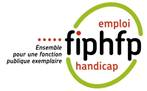 emploi
Ensemble
pour une fonction
publique exemplaire
fiphfp
handicap